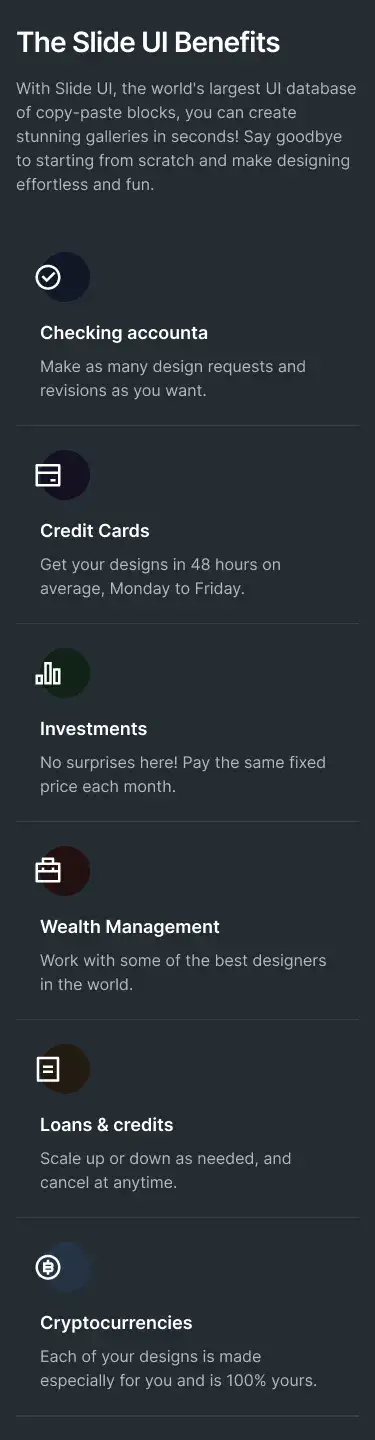 The Slide UI Benefits
With Slide UI, the world's largest UI database
of copy-paste blocks, you can create
stunning galleries in seconds! Say goodbye
to starting from scratch and make designing
effortless and fun.
Checking accounta
Make as many design requests and
revisions as you want.
Credit Cards
Get your designs in 48 hours on
average, Monday to Friday.
Investments
No surprises here! Pay the same fixed
price each month.
Wealth Management
Work with some of the best designers
in the world.
Loans & credits
Scale up or down as needed, and
cancel at anytime.
Cryptocurrencies
Each of your designs is made
especially for you and is 100% yours.